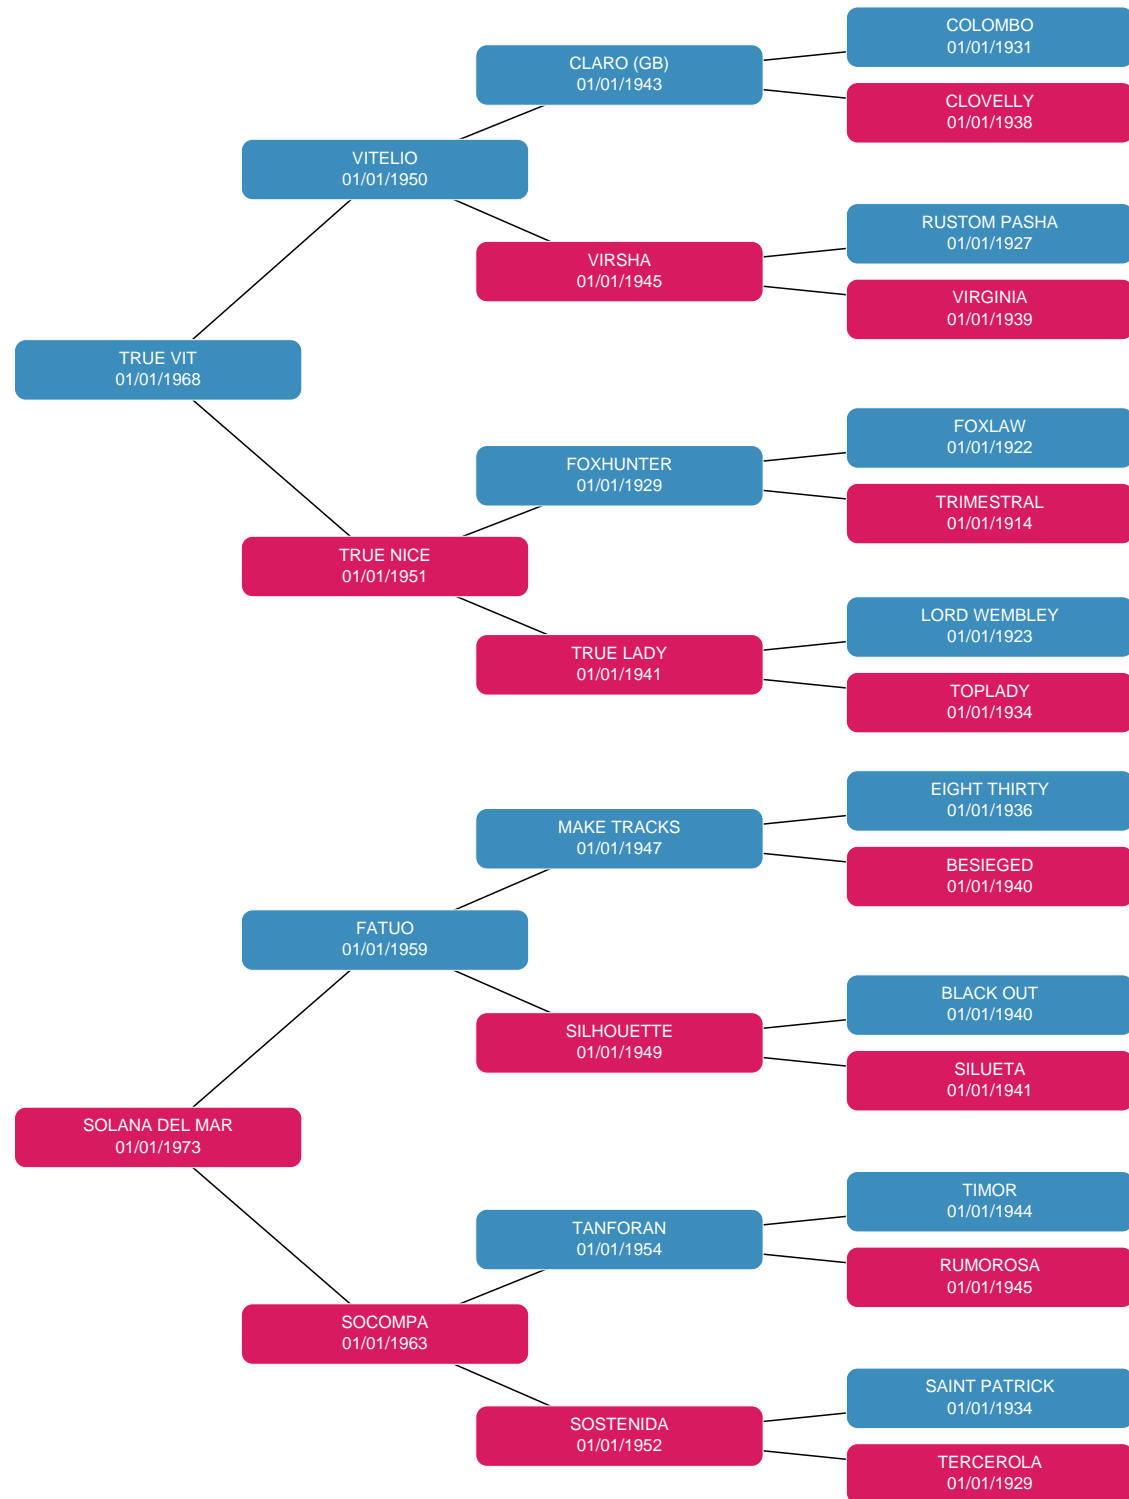 COLOMBO
01/01/1931
CLARO (GB)
01/01/1943
CLOVELLY
01/01/1938
VITELIO
01/01/1950
RUSTOM PASHA
01/01/1927
VIRSHA
01/01/1945
VIRGINIA
01/01/1939
TRUE VIT
01/01/1968
FOXLAW
01/01/1922
FOXHUNTER
01/01/1929
TRIMESTRAL
01/01/1914
TRUE NICE
01/01/1951
LORD WEMBLEY
01/01/1923
TRUE LADY
01/01/1941
TOPLADY
01/01/1934
EIGHT THIRTY
01/01/1936
MAKE TRACKS
01/01/1947
BESIEGED
01/01/1940
FATUO
01/01/1959
BLACK OUT
01/01/1940
SILHOUETTE
01/01/1949
SILUETA
01/01/1941
SOLANA DEL MAR
01/01/1973
TIMOR
01/01/1944
TANFORAN
01/01/1954
RUMOROSA
01/01/1945
SOCOMPA
01/01/1963
SAINT PATRICK
01/01/1934
SOSTENIDA
01/01/1952
TERCEROLA
01/01/1929